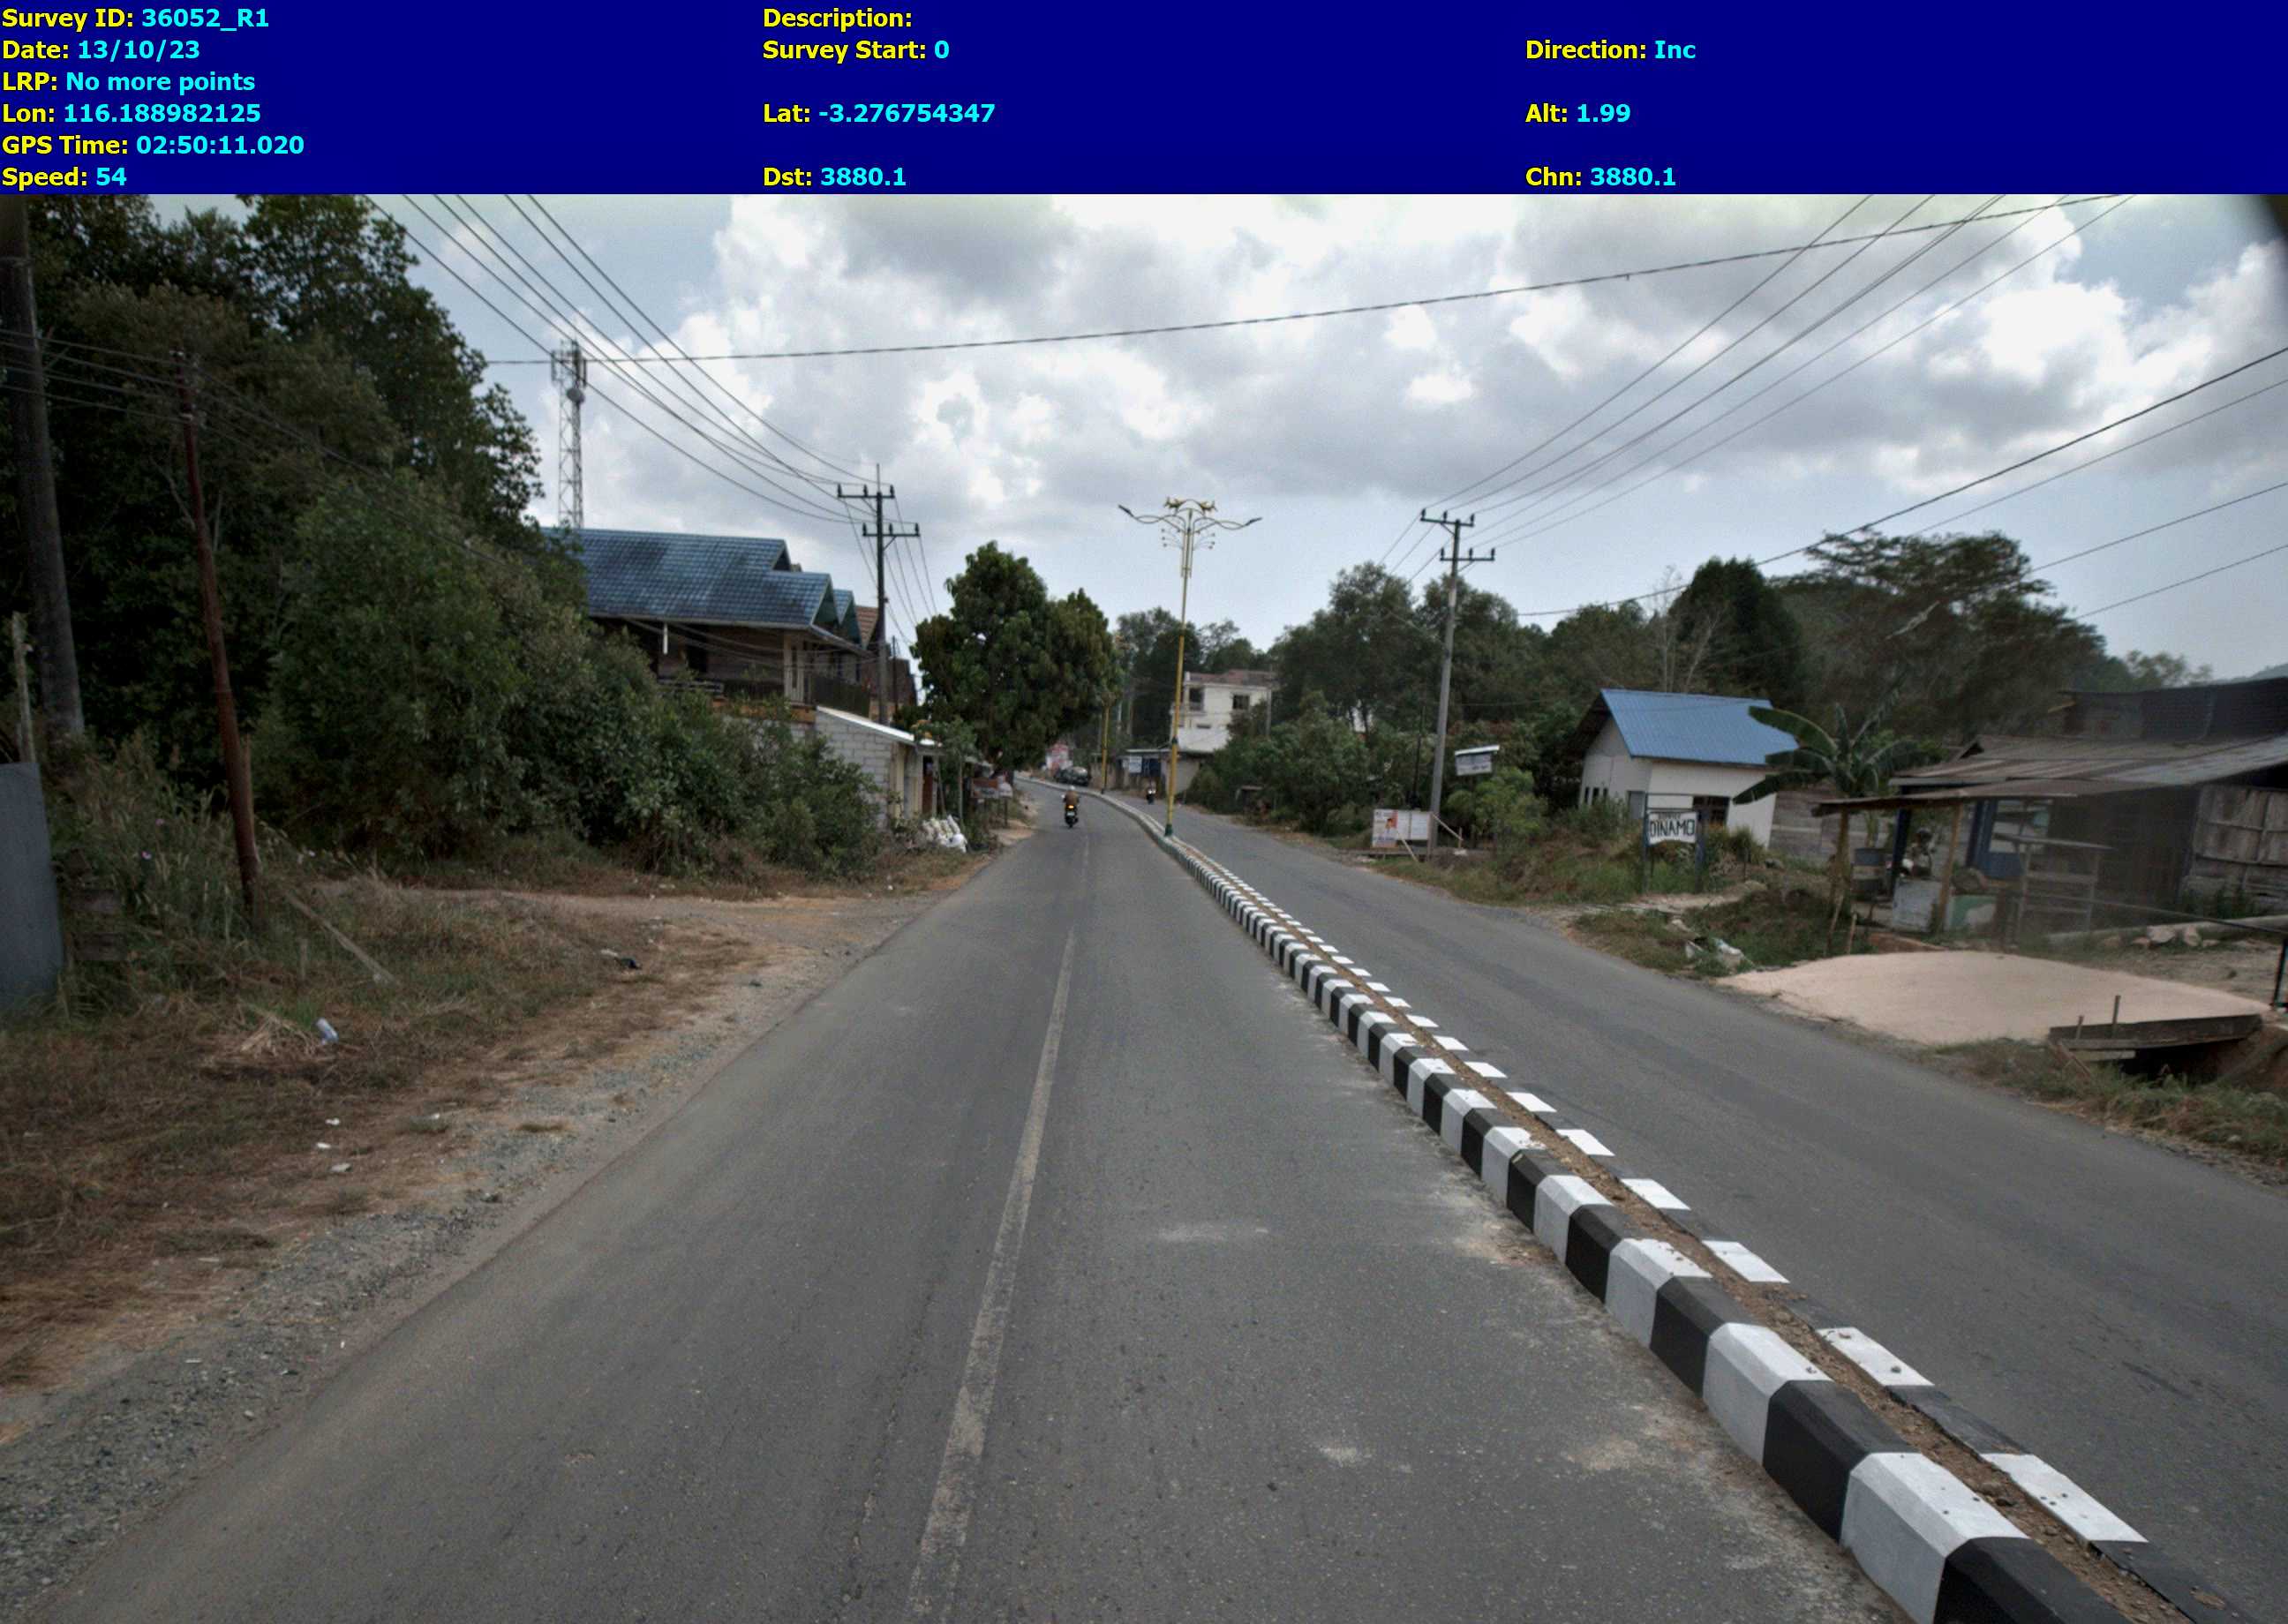 Survey ID: 36052_R1
Description:
Date: 13/10/23
Survey Start: 0
Direction: Inc
LRP: No more points
Lon: 116.188982125
Lat: -3.276754347
Alt: 1.99
GPS Time: 02:50:11.020
Speed: 54
Dst: 3880.1
Chn: 3880.1
DINAMO